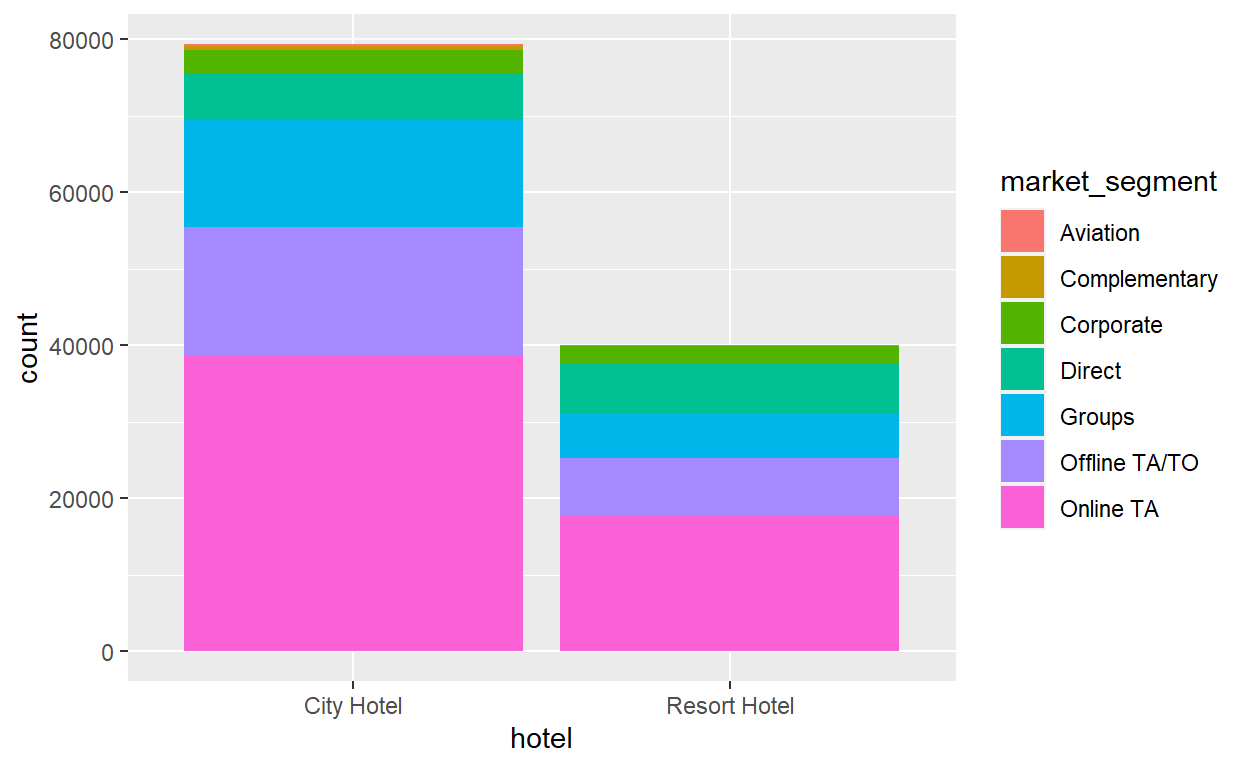 80000
60000
40000
20000
0
count
City Hotel
Resort Hotel
hotel
market_segment
Aviation
Complementary
Corporate
Direct
Groups
Offline TA/TO
Online TA